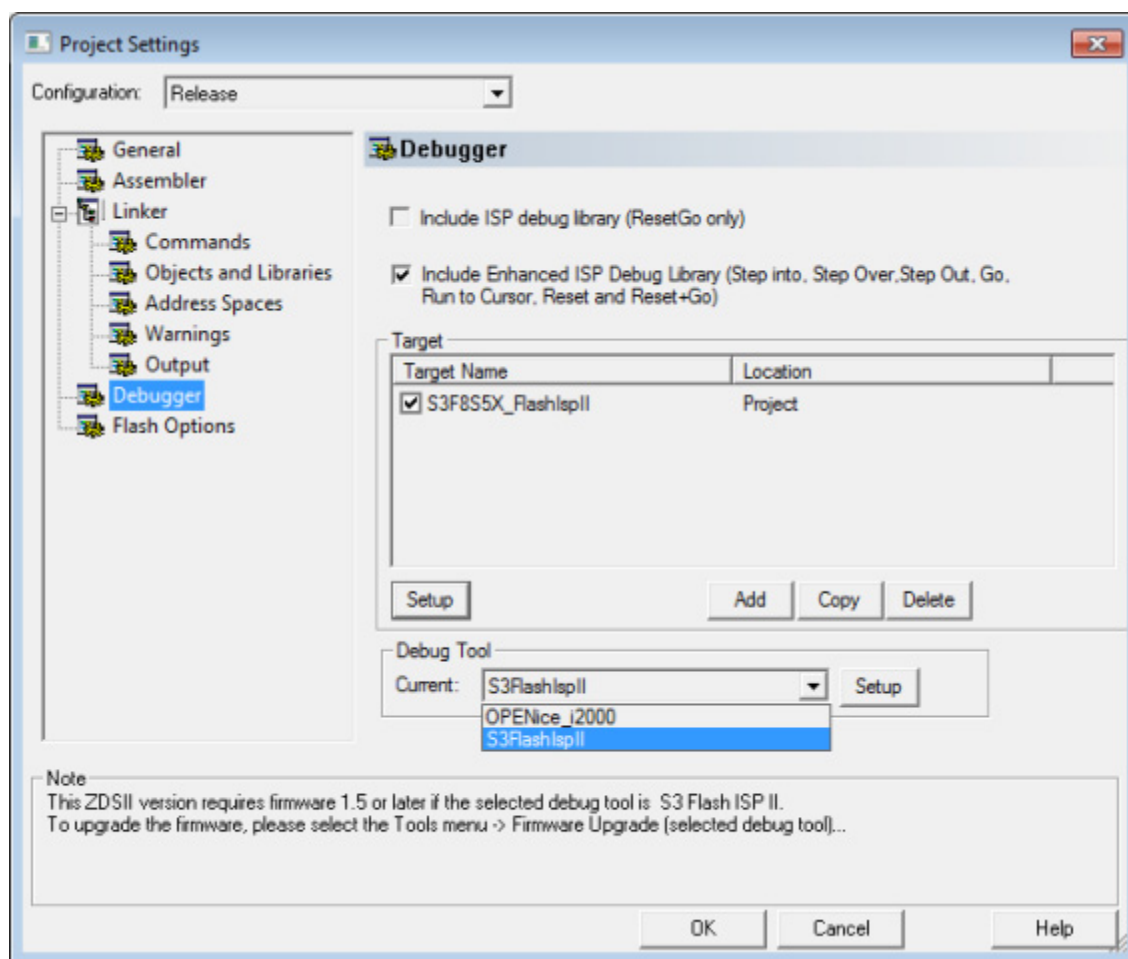 Project Settings
Configuration: Release
General
Assembler
Linker
Commands
Objects and Libraries
Address Spaces
Warnings
Output
Debugger
Flash Options
Debugger
Include ISP debug library (ResetGo only)
Include Enhanced ISP Debug Library (Step into, Step Over,Step Out, Go,
Run to Cursor, Reset and Reset+Go)
Target
Target Name Location
S3F8S5X_FlashIspII Project
Setup Add Copy Delete
Debug Tool
Current: S3FlashIspII Setup
OPENice_i2000
S3FlashIspII
Note
This ZDSII version requires firmware 1.5 or later if the selected debug tool is S3 Flash ISP II.
To upgrade the firmware, please select the Tools menu -> Firmware Upgrade (selected debug tool)...
OK Cancel Help